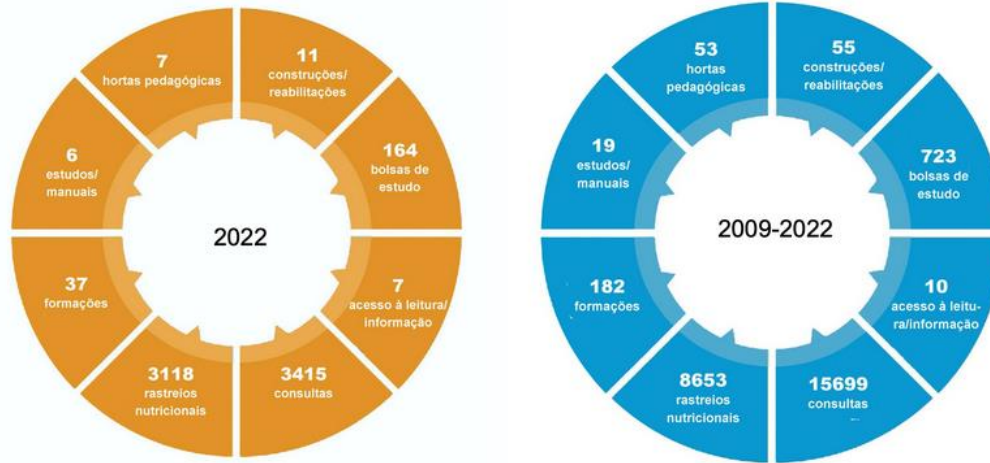 7
hortas pedagógicas
11
construções/
reabilitações
164
bolsas de
estudo
7
acesso à leitura/
informação
3415
consultas
3118
rastreios
nutricionais
37
formações
6
estudos/
manuais
2022
53
hortas
pedagógicas
55
construções/
reabilitações
723
bolsas de
estudo
10
acesso à leitu-
ra/informação
15699
consultas
8653
rastreios
nutricionais
182
formações
19
estudos/
manuais
2009-2022